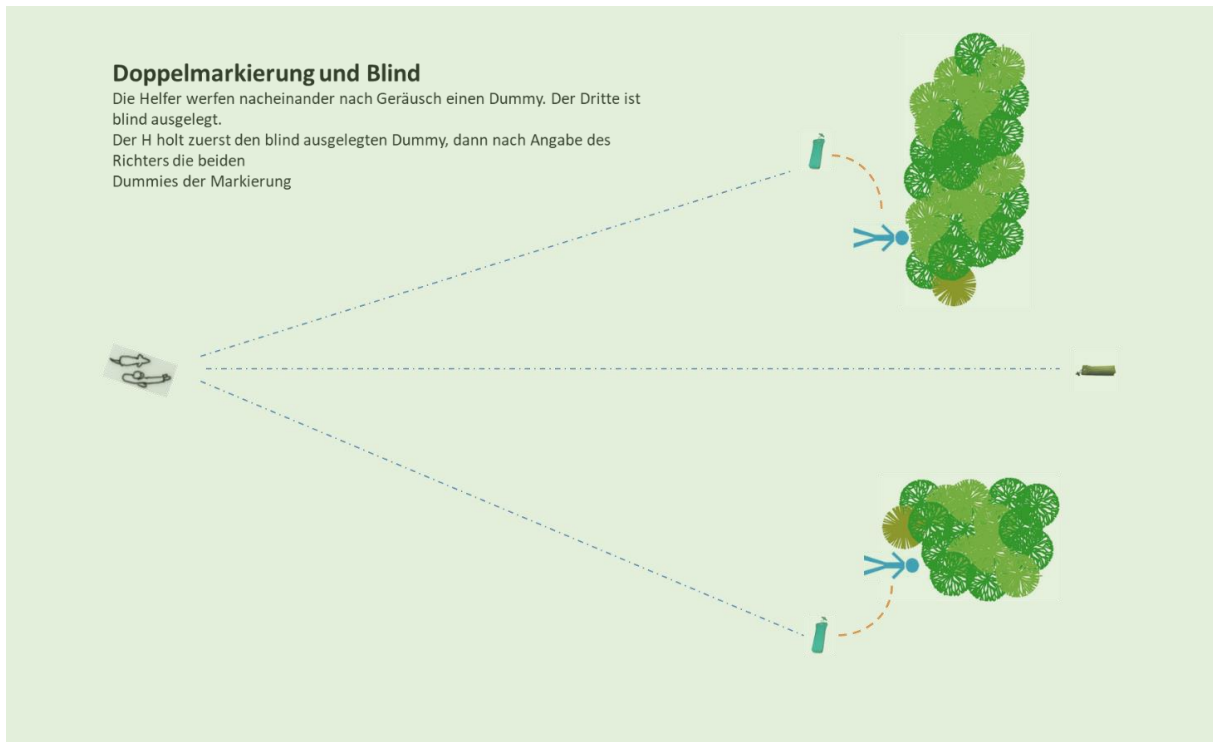 Doppelmarkierung und Blind
Die Helfer werfen nacheinander nach Geräusch einen Dummy. Der Dritte ist
blind ausgelegt.
Der H holt zuerst den blind ausgelegten Dummy, dann nach Angabe des
Richters die beiden
Dummies der Markierung